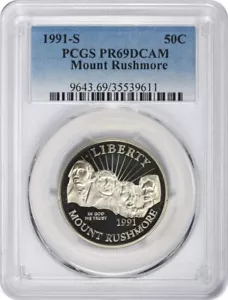 1991-S 50C
PCGS PR69DCAM
Mount Rushmore
9643.69/35539611
LIBERTY
IN GOD
WE TRUST
1991
MOUNT RUSHMORE